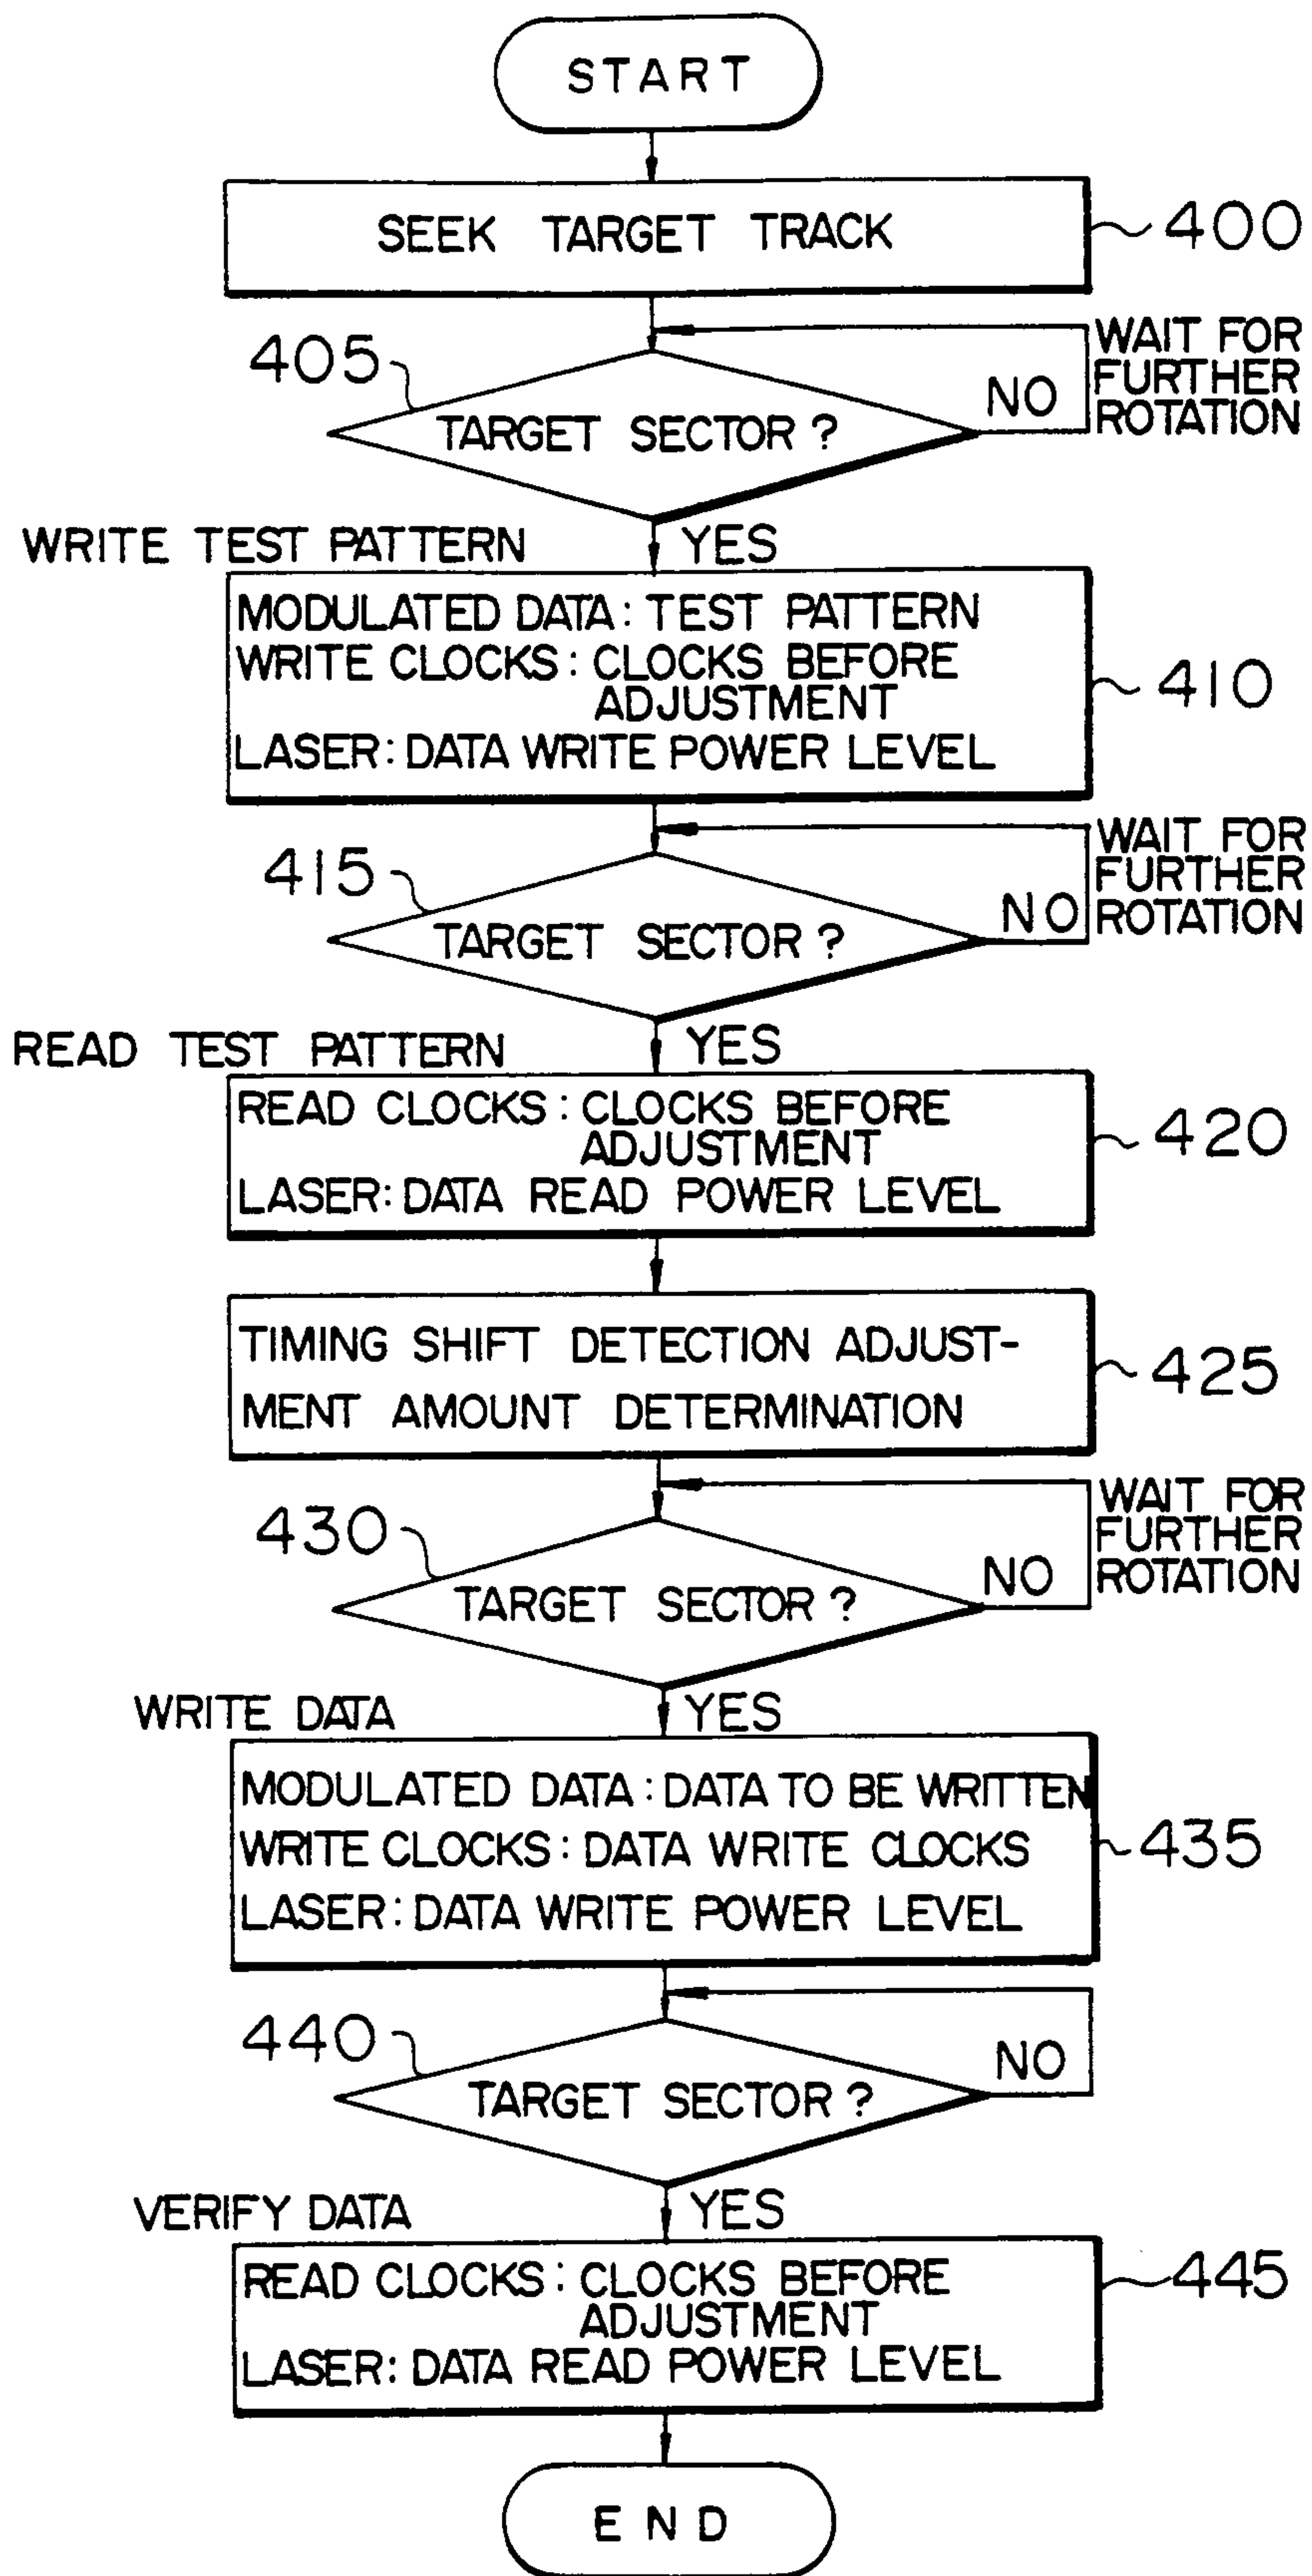 START
SEEK TARGET TRACK
400
405
TARGET SECTOR ?
NO
WAIT FOR
FURTHER
ROTATION
WRITE TEST PATTERN
YES
MODULATED DATA : TEST PATTERN
WRITE CLOCKS : CLOCKS BEFORE
ADJUSTMENT
LASER : DATA WRITE POWER LEVEL
410
415
TARGET SECTOR ?
NO
WAIT FOR
FURTHER
ROTATION
READ TEST PATTERN
YES
READ CLOCKS : CLOCKS BEFORE
ADJUSTMENT
LASER : DATA READ POWER LEVEL
420
TIMING SHIFT DETECTION ADJUST-
MENT AMOUNT DETERMINATION
425
430
TARGET SECTOR ?
NO
WAIT FOR
FURTHER
ROTATION
WRITE DATA
YES
MODULATED DATA : DATA TO BE WRITTEN
WRITE CLOCKS : DATA WRITE CLOCKS
LASER : DATA WRITE POWER LEVEL
435
440
TARGET SECTOR ?
NO
VERIFY DATA
YES
READ CLOCKS : CLOCKS BEFORE
ADJUSTMENT
LASER : DATA READ POWER LEVEL
445
END